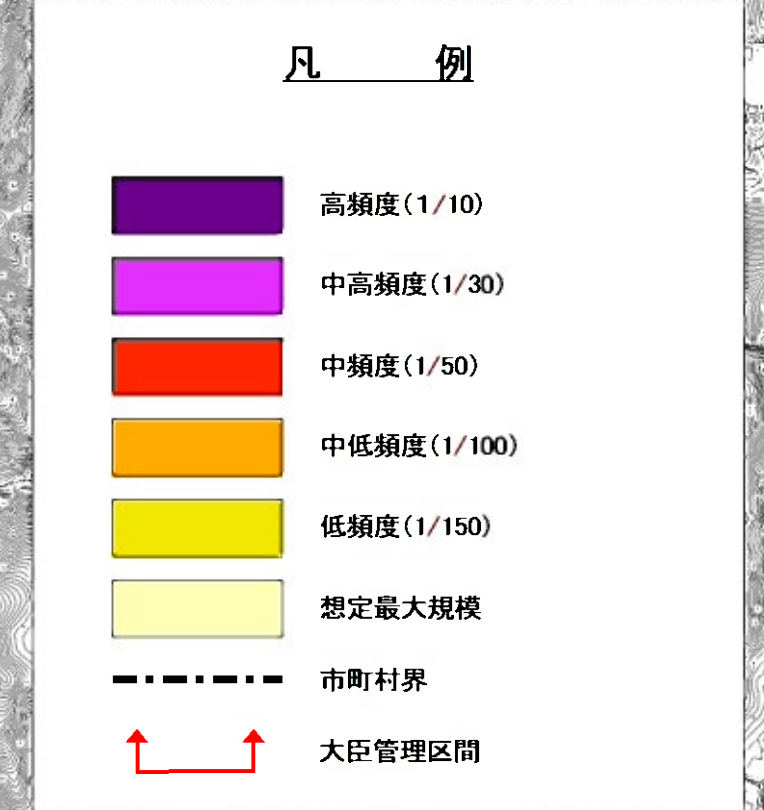 凡　例
高頻度(1/10)
中高頻度(1/30)
中頻度(1/50)
中低頻度(1/100)
低頻度(1/150)
想定最大規模
市町村界
大臣管理区間